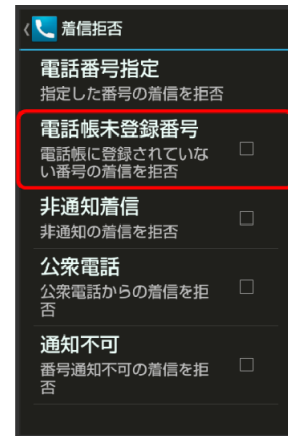 着信拒否
電話番号指定
指定した番号の着信を拒否
電話帳未登録番号
電話帳に登録されていな
い番号の着信を拒否
非通知着信
非通知の着信を拒否
公衆電話
公衆電話からの着信を拒
否
通知不可
番号通知不可の着信を拒
否